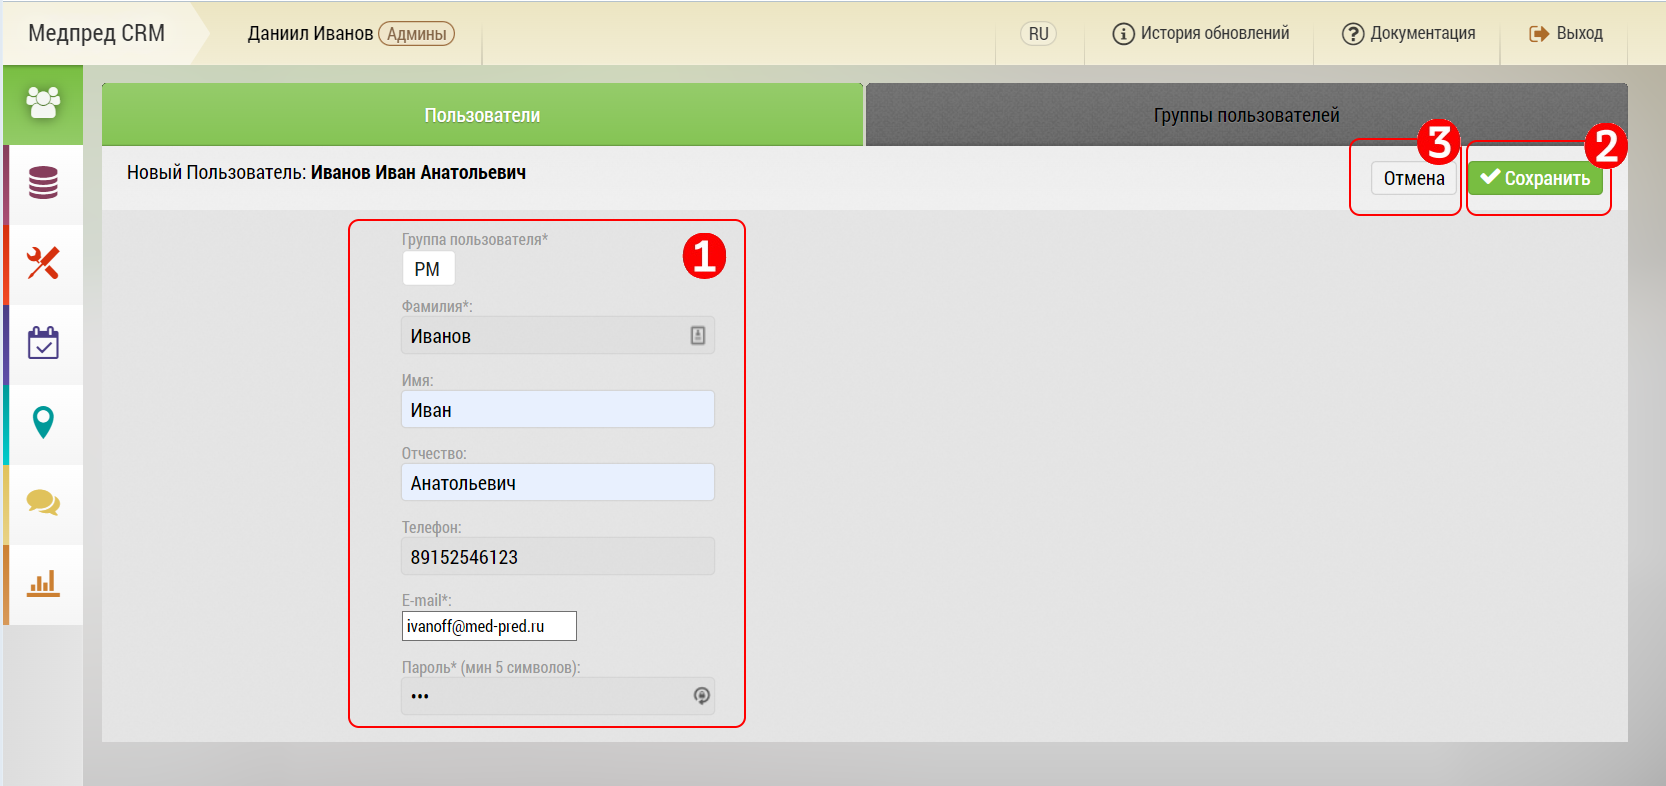 Медпред CRM
Даниил Иванов Админы
RU
История обновлений
Документация
Выход
Пользователи
Группы пользователей
Новый Пользователь: Иванов Иван Анатольевич
3
Отмена
2
Сохранить
1
Группа пользователя*
РМ
Фамилия*:
Иванов
Имя:
Иван
Отчество:
Анатольевич
Телефон:
89152546123
E-mail*:
ivanoff@med-pred.ru
Пароль* (мин 5 символов):
•••